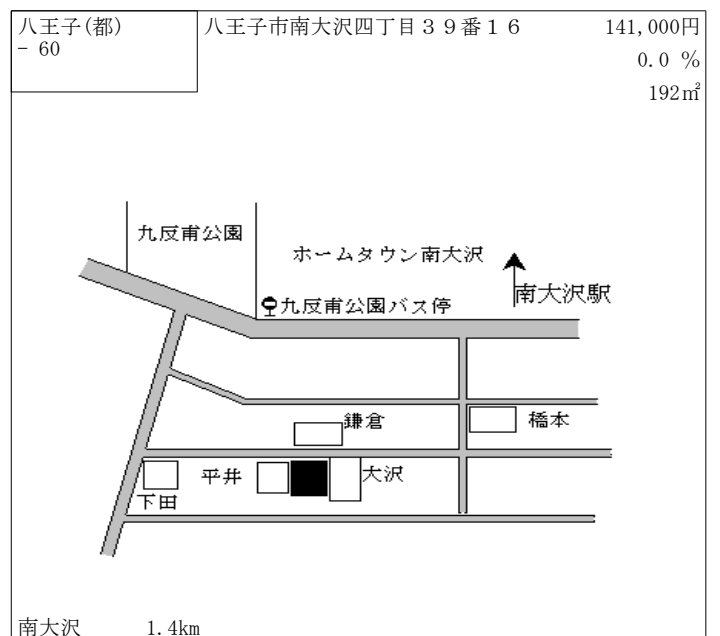 八王子(都)
－60
八王子市南大沢四丁目３９番１６
141,000円
0.0 %
192㎡
九反甫公園
ホームタウン南大沢
南大沢駅
九反甫公園バス停
鎌倉
橋本
平井
大沢
下田
南大沢 1.4km